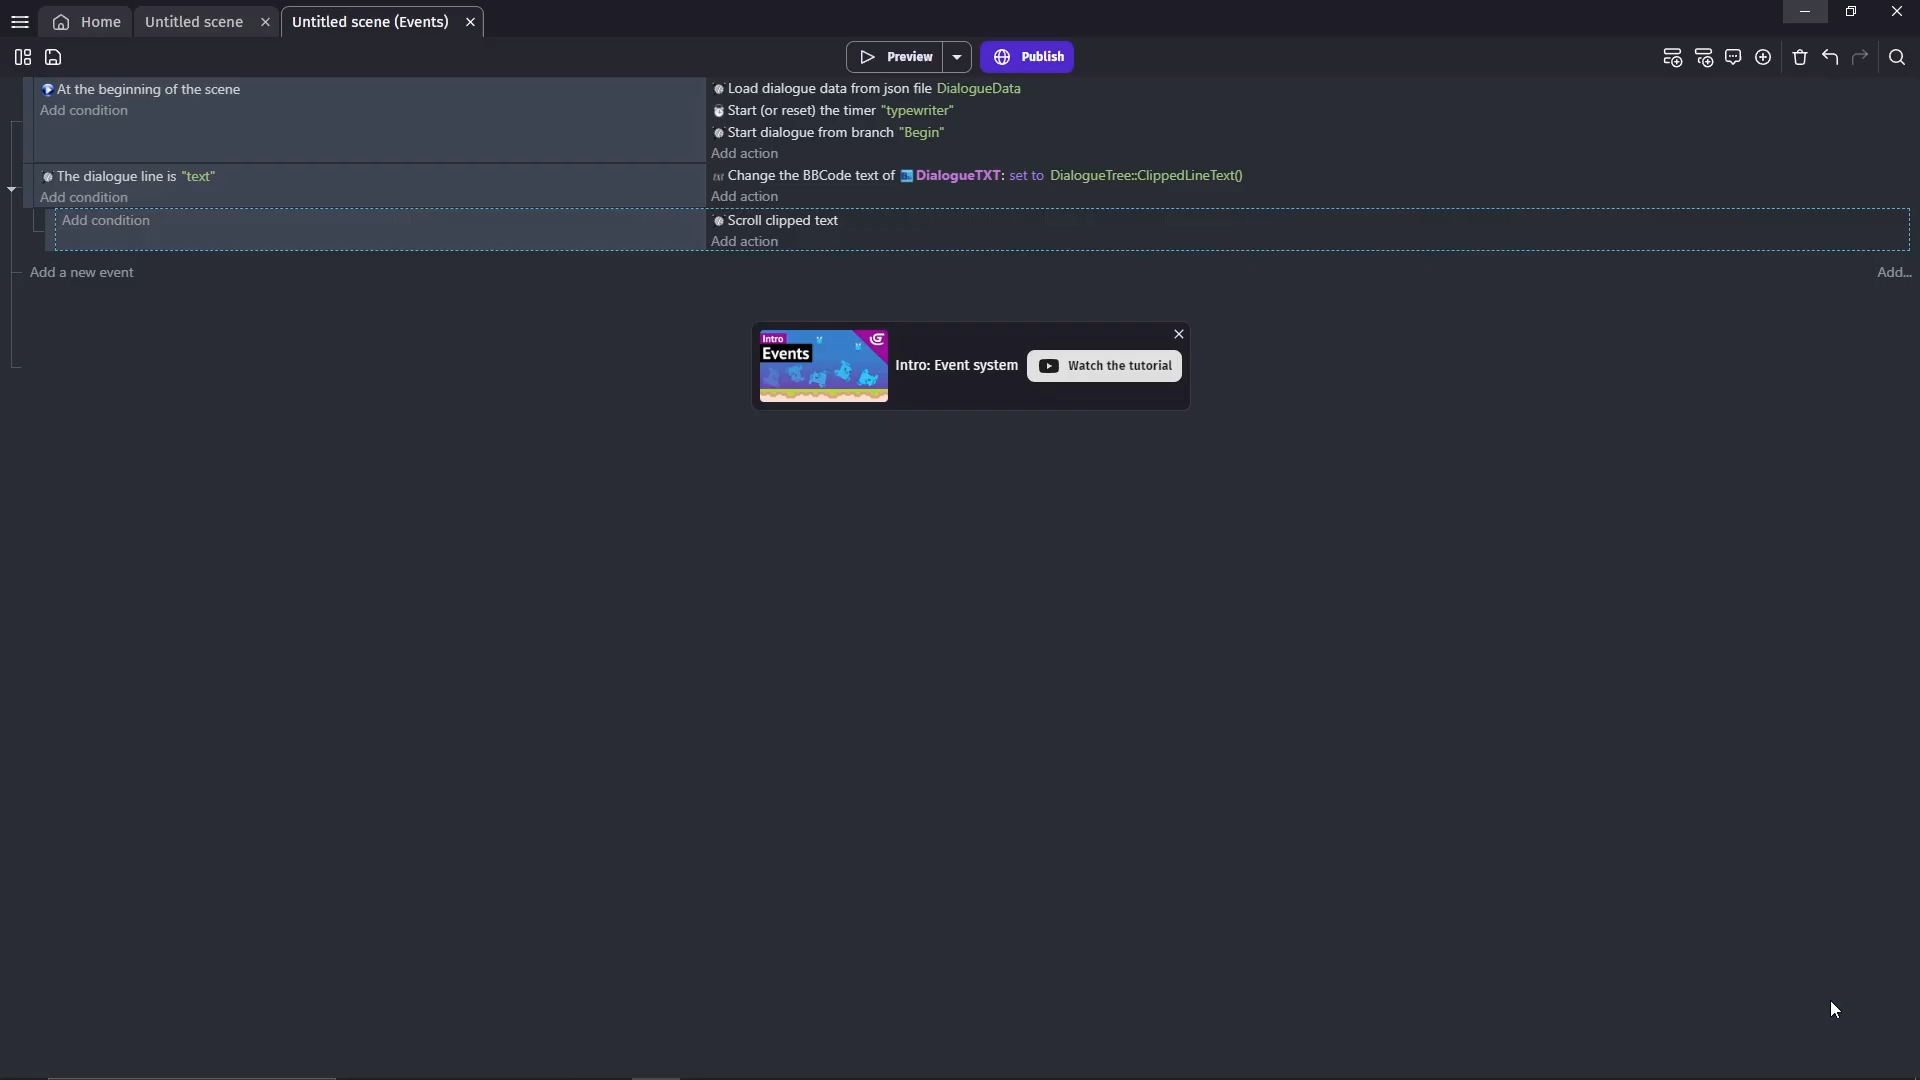 Home
Untitled scene
Untitled scene (Events)
Preview
Publish
At the beginning of the scene
Add condition
Load dialogue data from json file DialogueData
Start (or reset) the timer "typewriter"
Start dialogue from branch "Begin"
Add action
The dialogue line is "text"
Add condition
Change the BBCode text of DialogueTXT: set to DialogueTree::ClippedLineText()
Add action
Add condition
Scroll clipped text
Add action
Add a new event
Add...
Intro
Events
Intro: Event system
Watch the tutorial